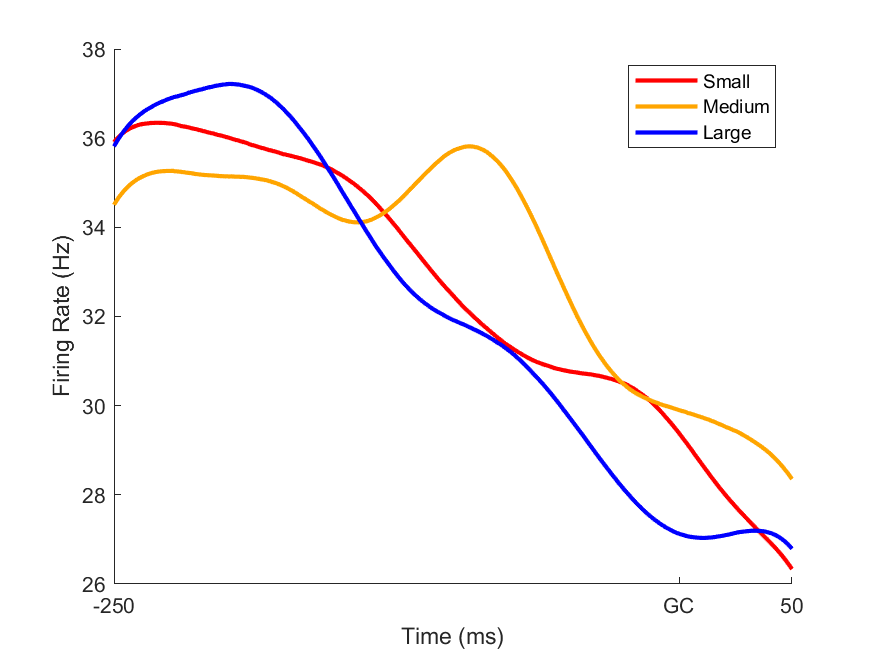 38
36
34
32
30
28
26
Firing Rate (Hz)
Small
Medium
Large
-250
GC
50
Time (ms)